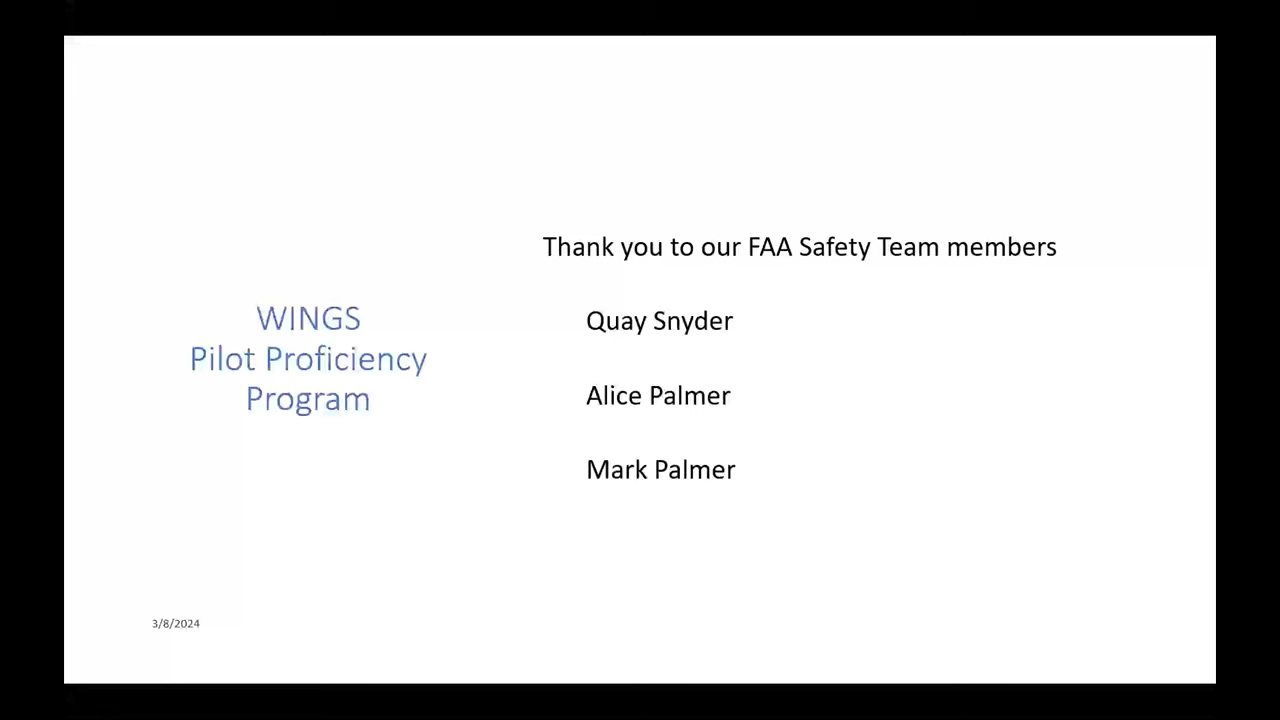 WINGS
Pilot Proficiency
Program
Thank you to our FAA Safety Team members
Quay Snyder
Alice Palmer
Mark Palmer
3/8/2024